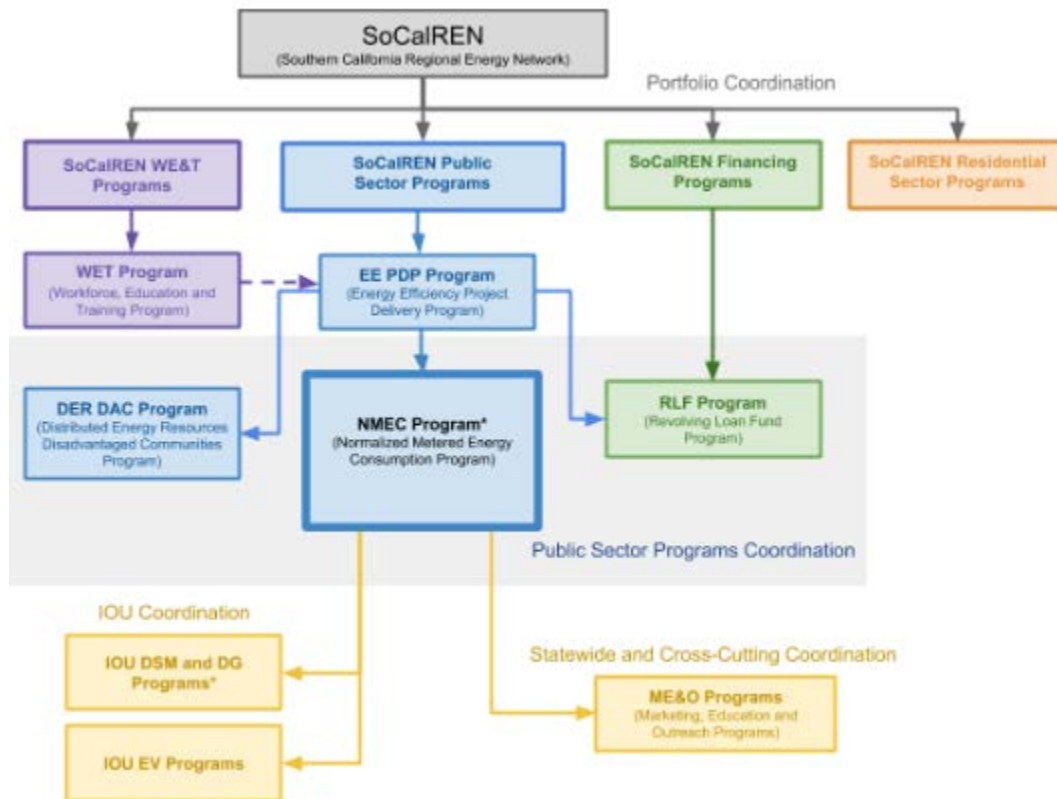 SoCalREN
(Southern California Regional Energy Network)
Portfolio Coordination
SoCalREN WE&T
Programs
SoCalREN Public
Sector Programs
SoCalREN Financing
Programs
SoCalREN Residential
Sector Programs
WET Program
(Workforce, Education and
Training Program)
EE PDP Program
(Energy Efficiency Project
Delivery Program)
DER DAC Program
(Distributed Energy Resources
Disadvantaged Communities
Program)
NMEC Program*
(Normalized Metered Energy
Consumption Program)
RLF Program
(Revolving Loan Fund
Program)
Public Sector Programs Coordination
IOU Coordination
IOU DSM and DG
Programs*
IOU EV Programs
Statewide and Cross-Cutting Coordination
ME&O Programs
(Marketing, Education and
Outreach Programs)